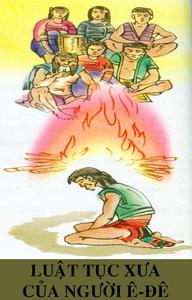 LUẬT TỤC XƯA
CỦA NGƯỜI Ê-ĐÊ